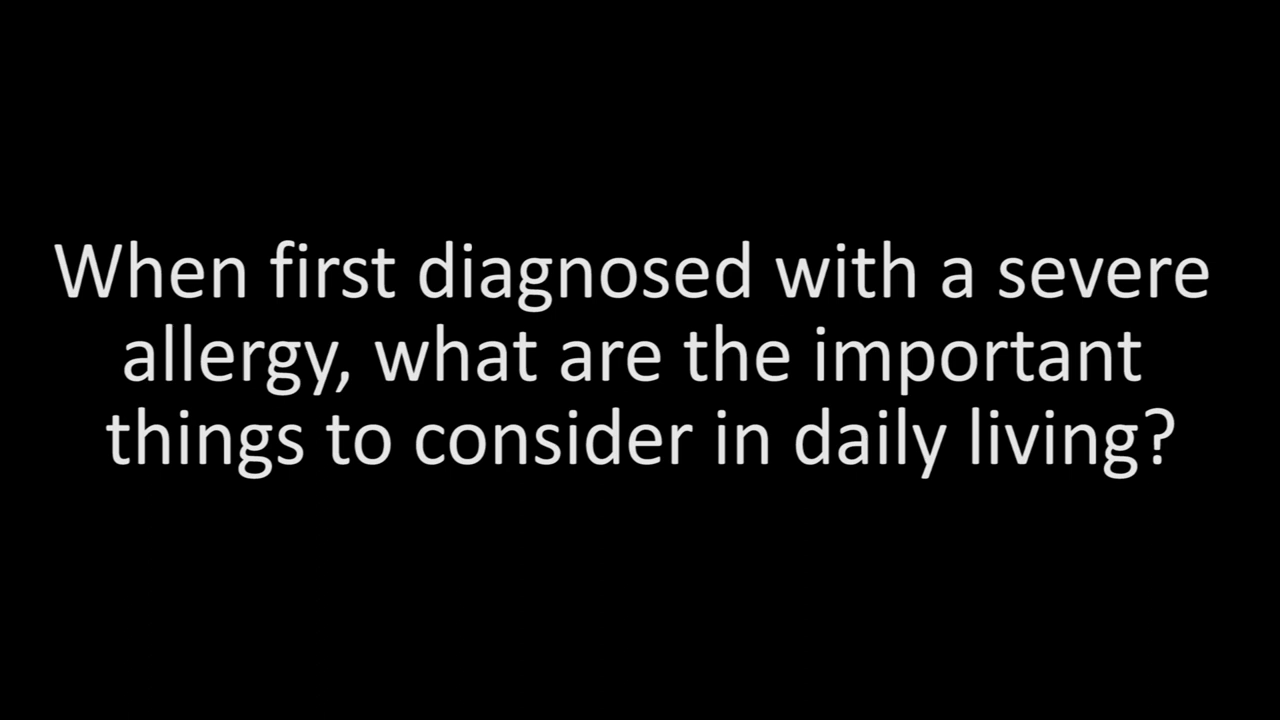 When first diagnosed with a severe
allergy, what are the important
things to consider in daily living?